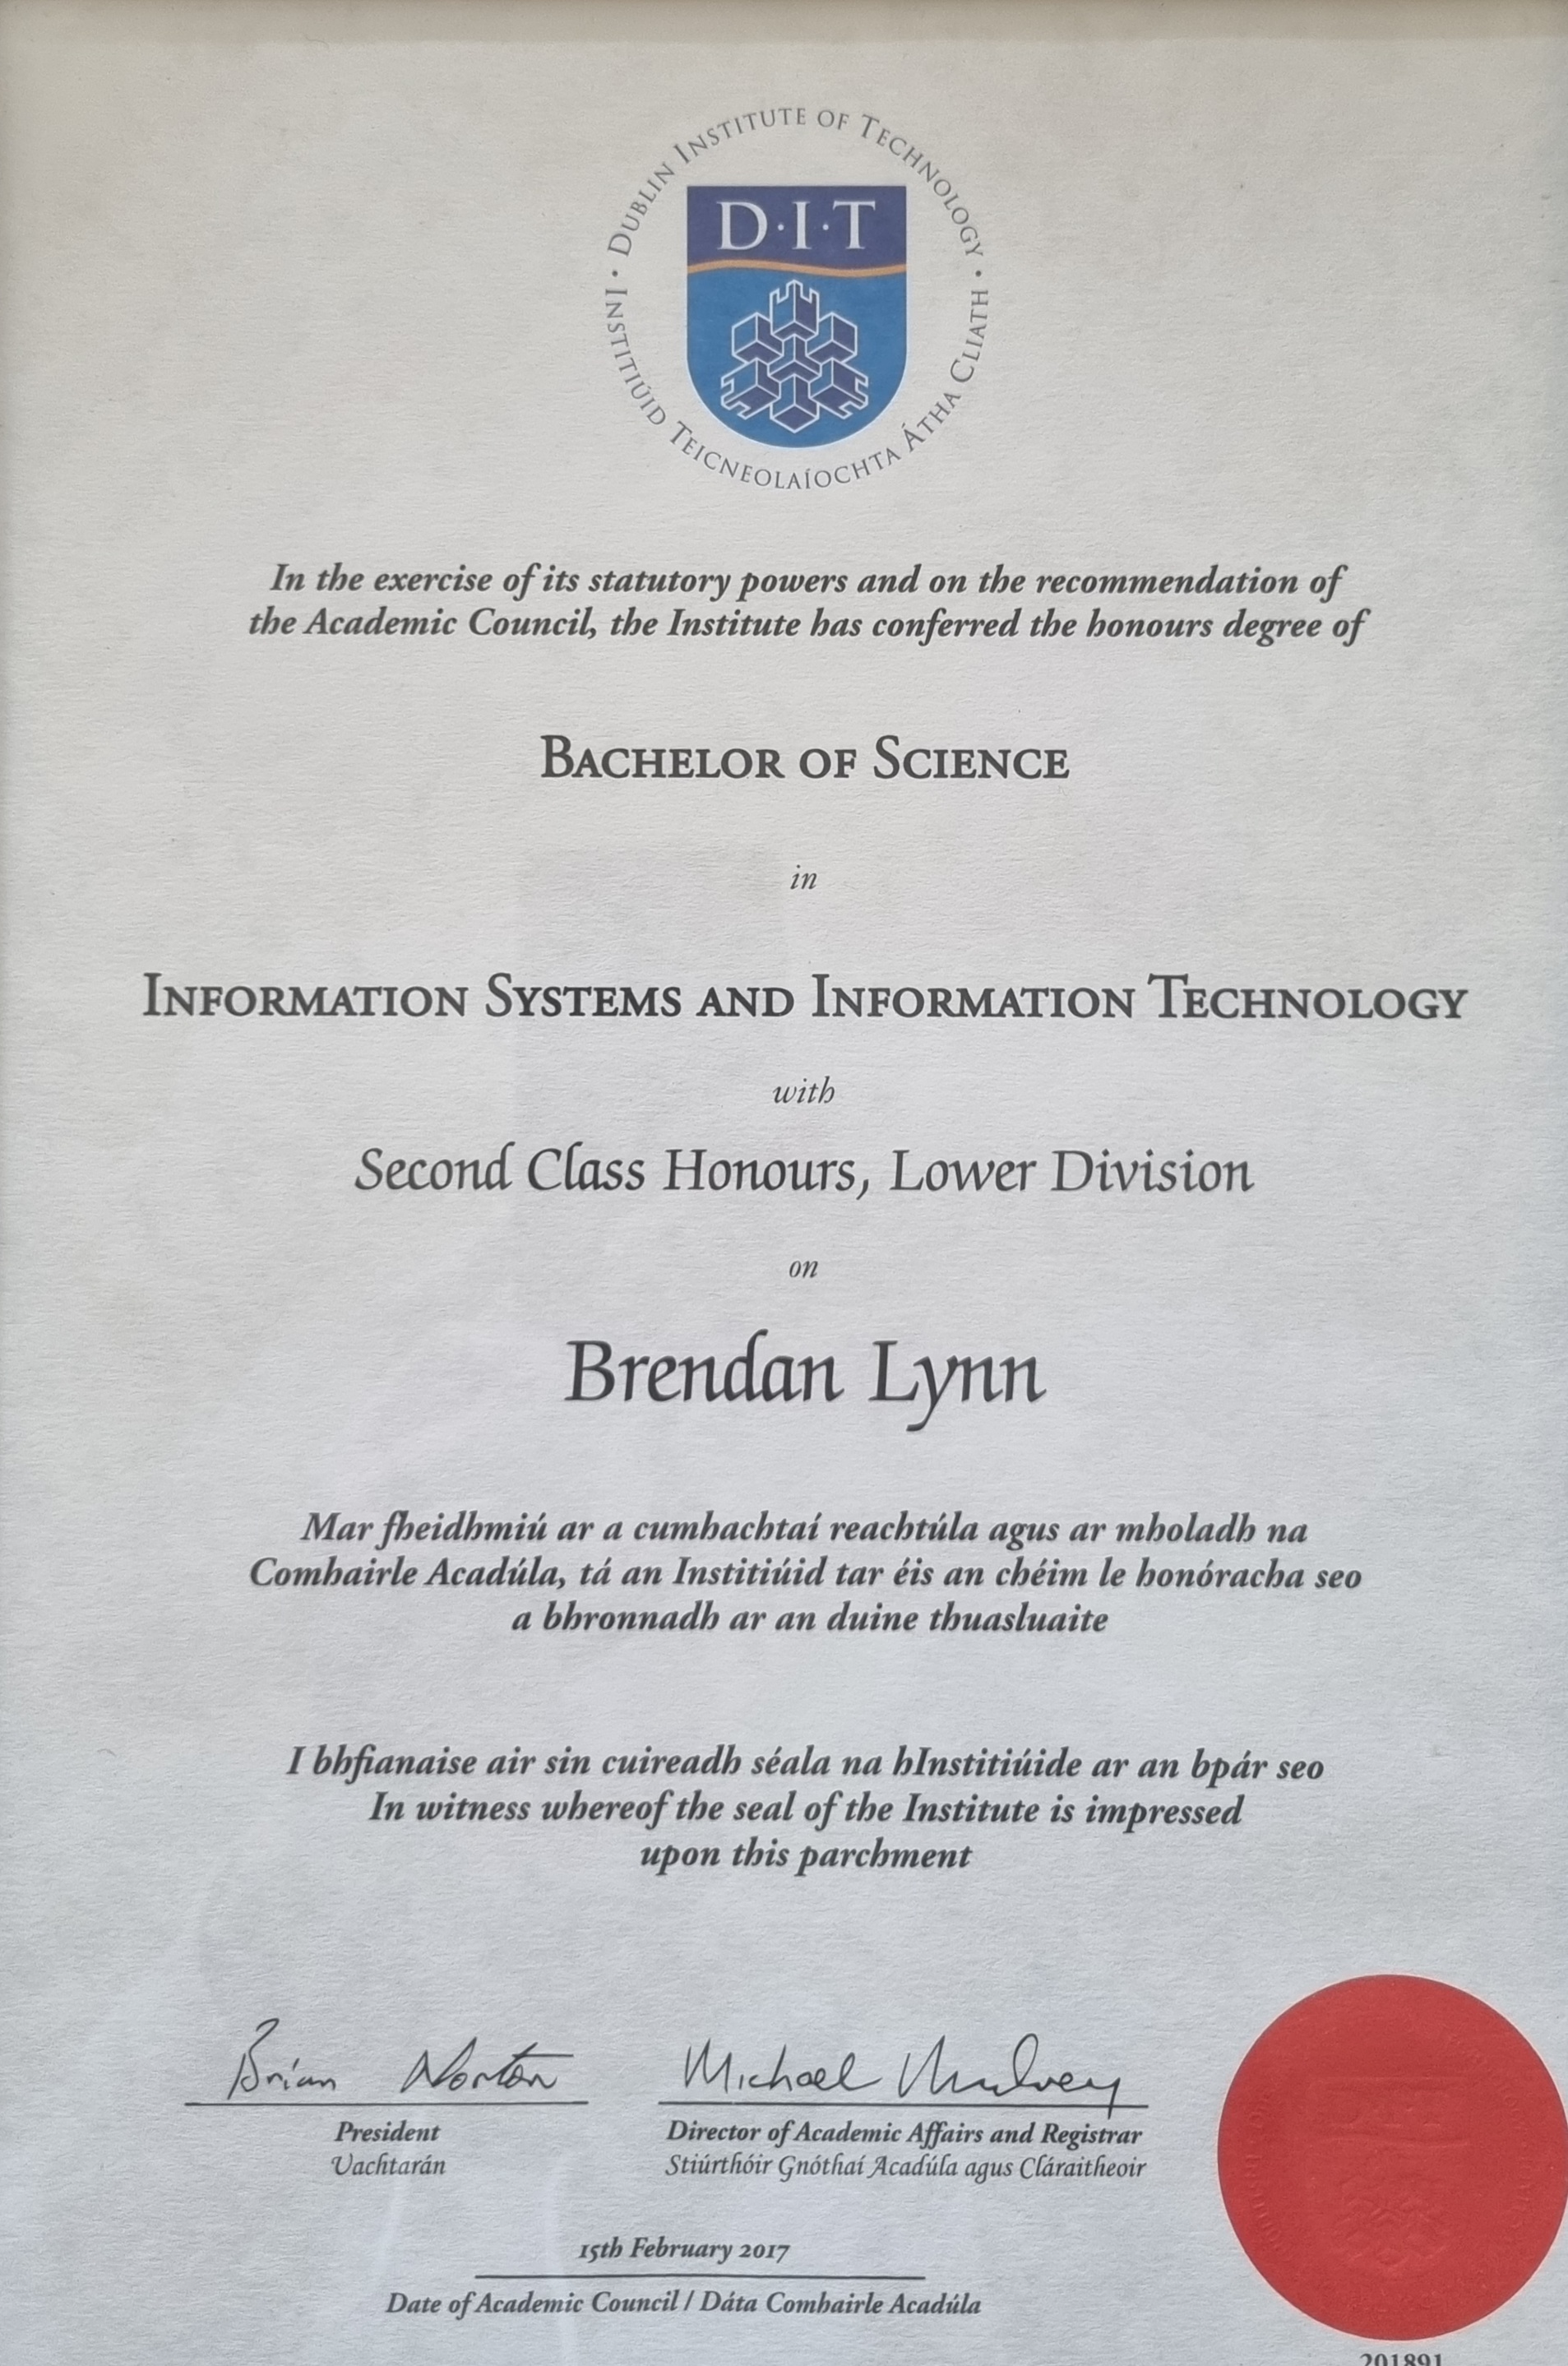 Dublin Institute of Technology
D·I·T
Institiúid Teicneolaíochta Átha Cliath
In the exercise of its statutory powers and on the recommendation of
the Academic Council, the Institute has conferred the honours degree of
Bachelor of Science
in
Information Systems and Information Technology
with
Second Class Honours, Lower Division
on
Brendan Lynn
Mar fheidhmiú ar a cumhachtaí reachtúla agus ar mholadh na
Comhairle Acadúla, tá an Institiúid tar éis an chéim le honóracha seo
a bhronnadh ar an duine thuasluaite
I bhfianaise air sin cuireadh séala na hInstitiúide ar an bpár seo
In witness whereof the seal of the Institute is impressed
upon this parchment
Brian Norton
President
Uachtarán
Michael Mulvey
Director of Academic Affairs and Registrar
Stiúrthóir Gnóthaí Acadúla agus Cláraitheoir
15th February 2017
Date of Academic Council / Dáta Comhairle Acadúla
201891